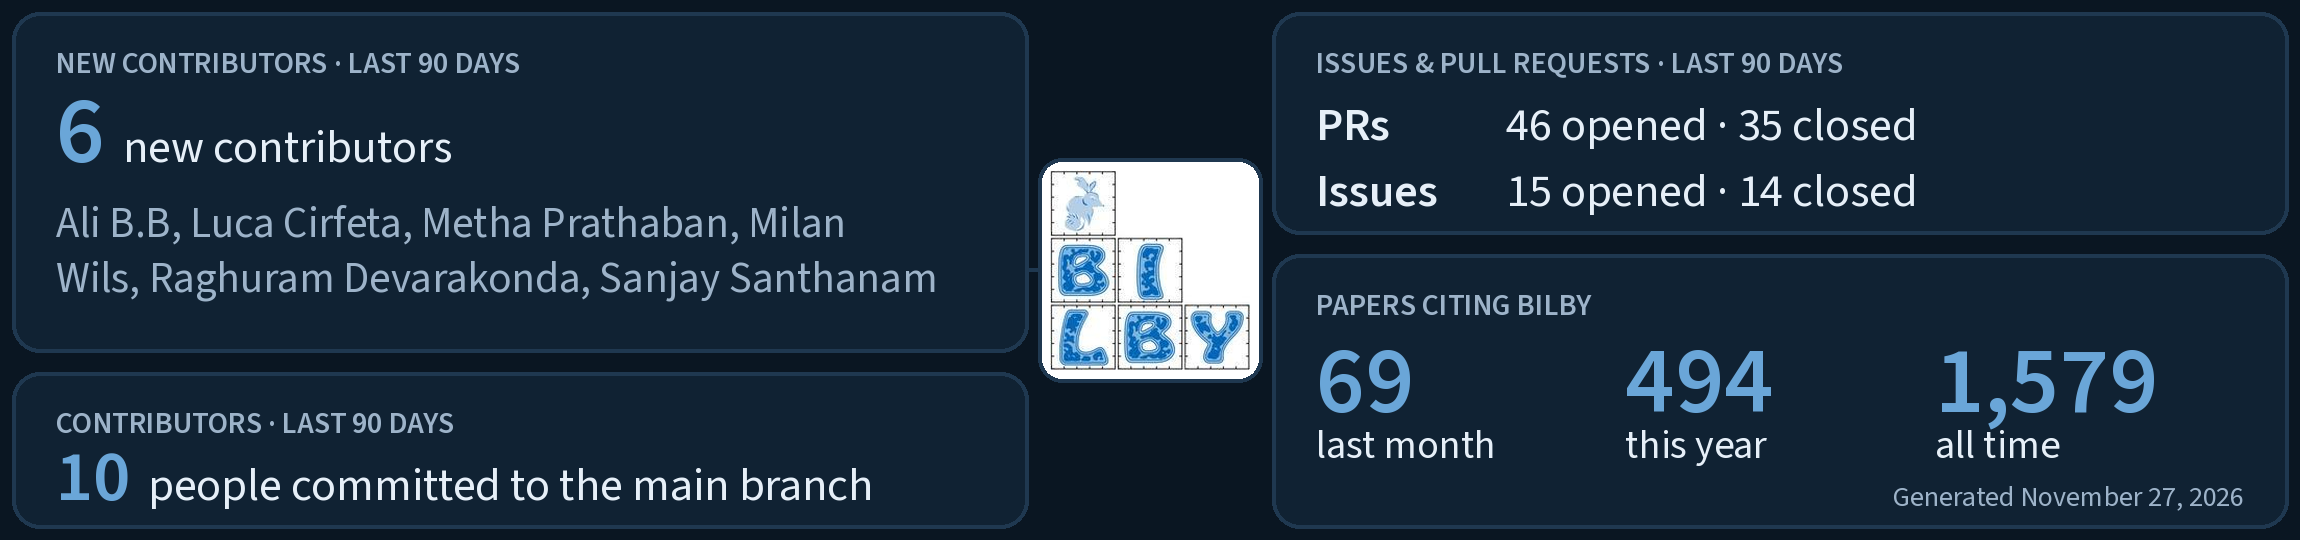 NEW CONTRIBUTORS · LAST 90 DAYS
6 new contributors
Ali B.B, Luca Cirfeta, Metha Prathaban, Milan
Wils, Raghuram Devarakonda, Sanjay Santhanam
CONTRIBUTORS · LAST 90 DAYS
10 people committed to the main branch
BI
LBY
ISSUES & PULL REQUESTS · LAST 90 DAYS
PRs 46 opened · 35 closed
Issues 15 opened · 14 closed
PAPERS CITING BILBY
69 494 1,579
last month this year all time
Generated November 27, 2026